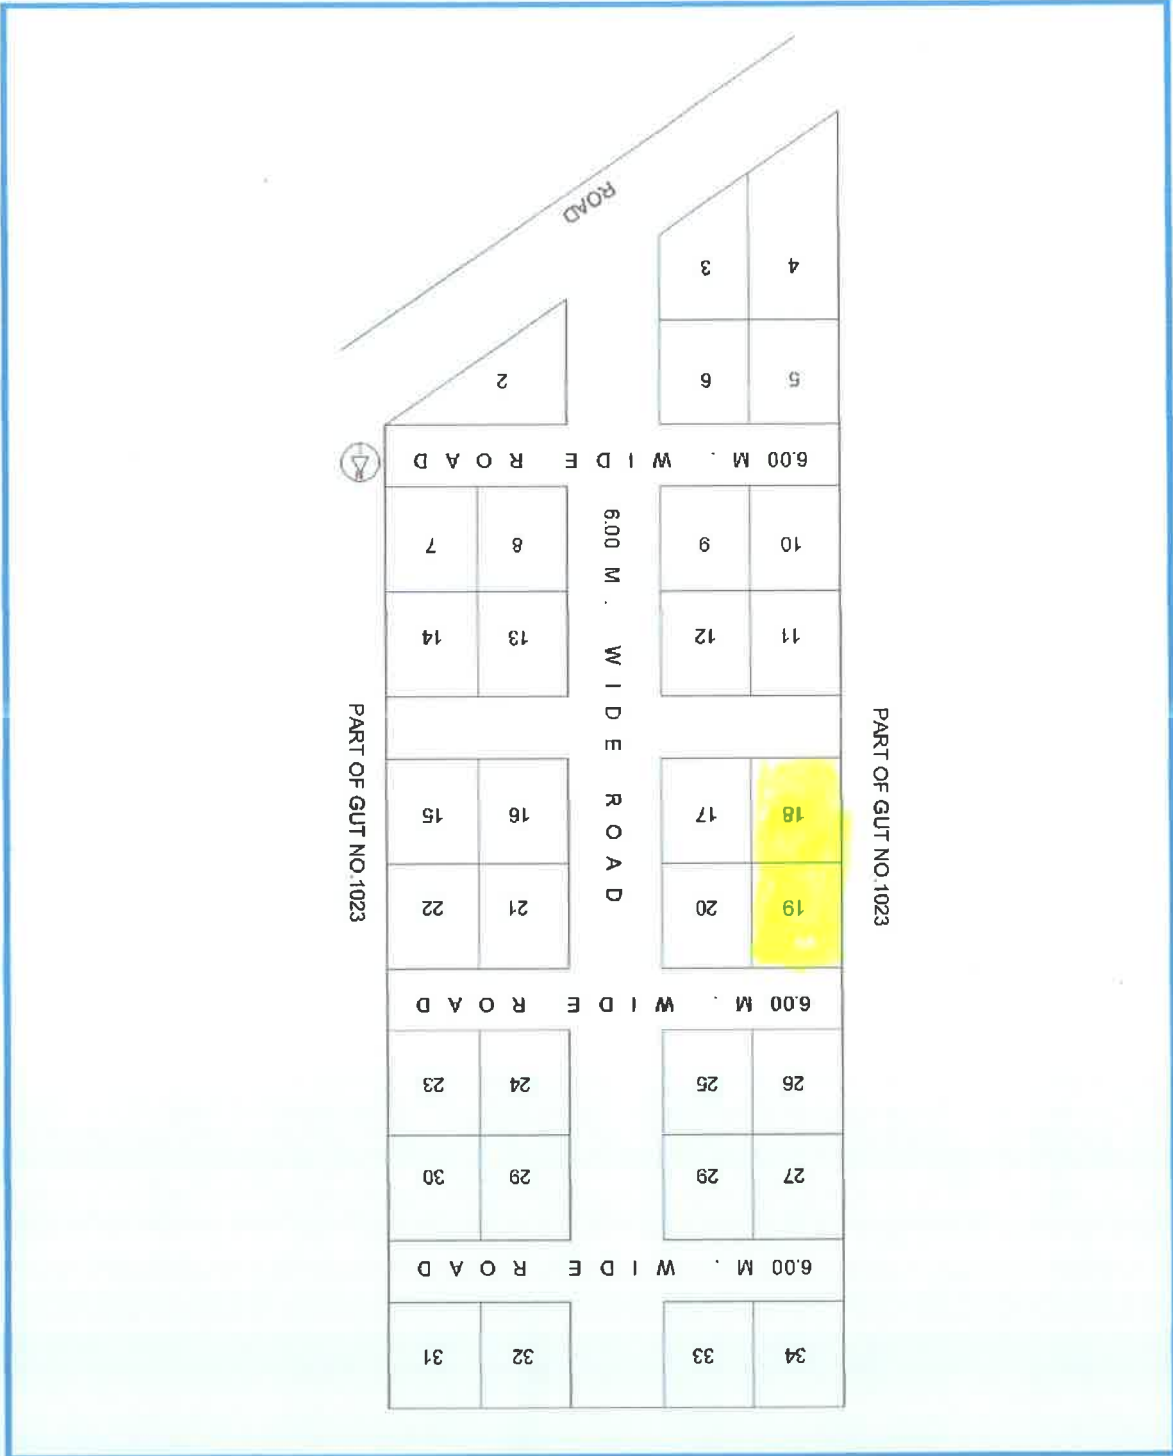 34 33 32 31
6.00 M. WIDE ROAD
27 29 29 30
26 25 24 23
6.00 M. WIDE ROAD
19 20 21 22
18 17 16 15
PART OF GUT NO.1023
6.00 M. WIDE ROAD
PART OF GUT NO.1023
11 12 13 14
10 9 8 7
6.00 M. WIDE ROAD
5 6 2
4 3
ROAD